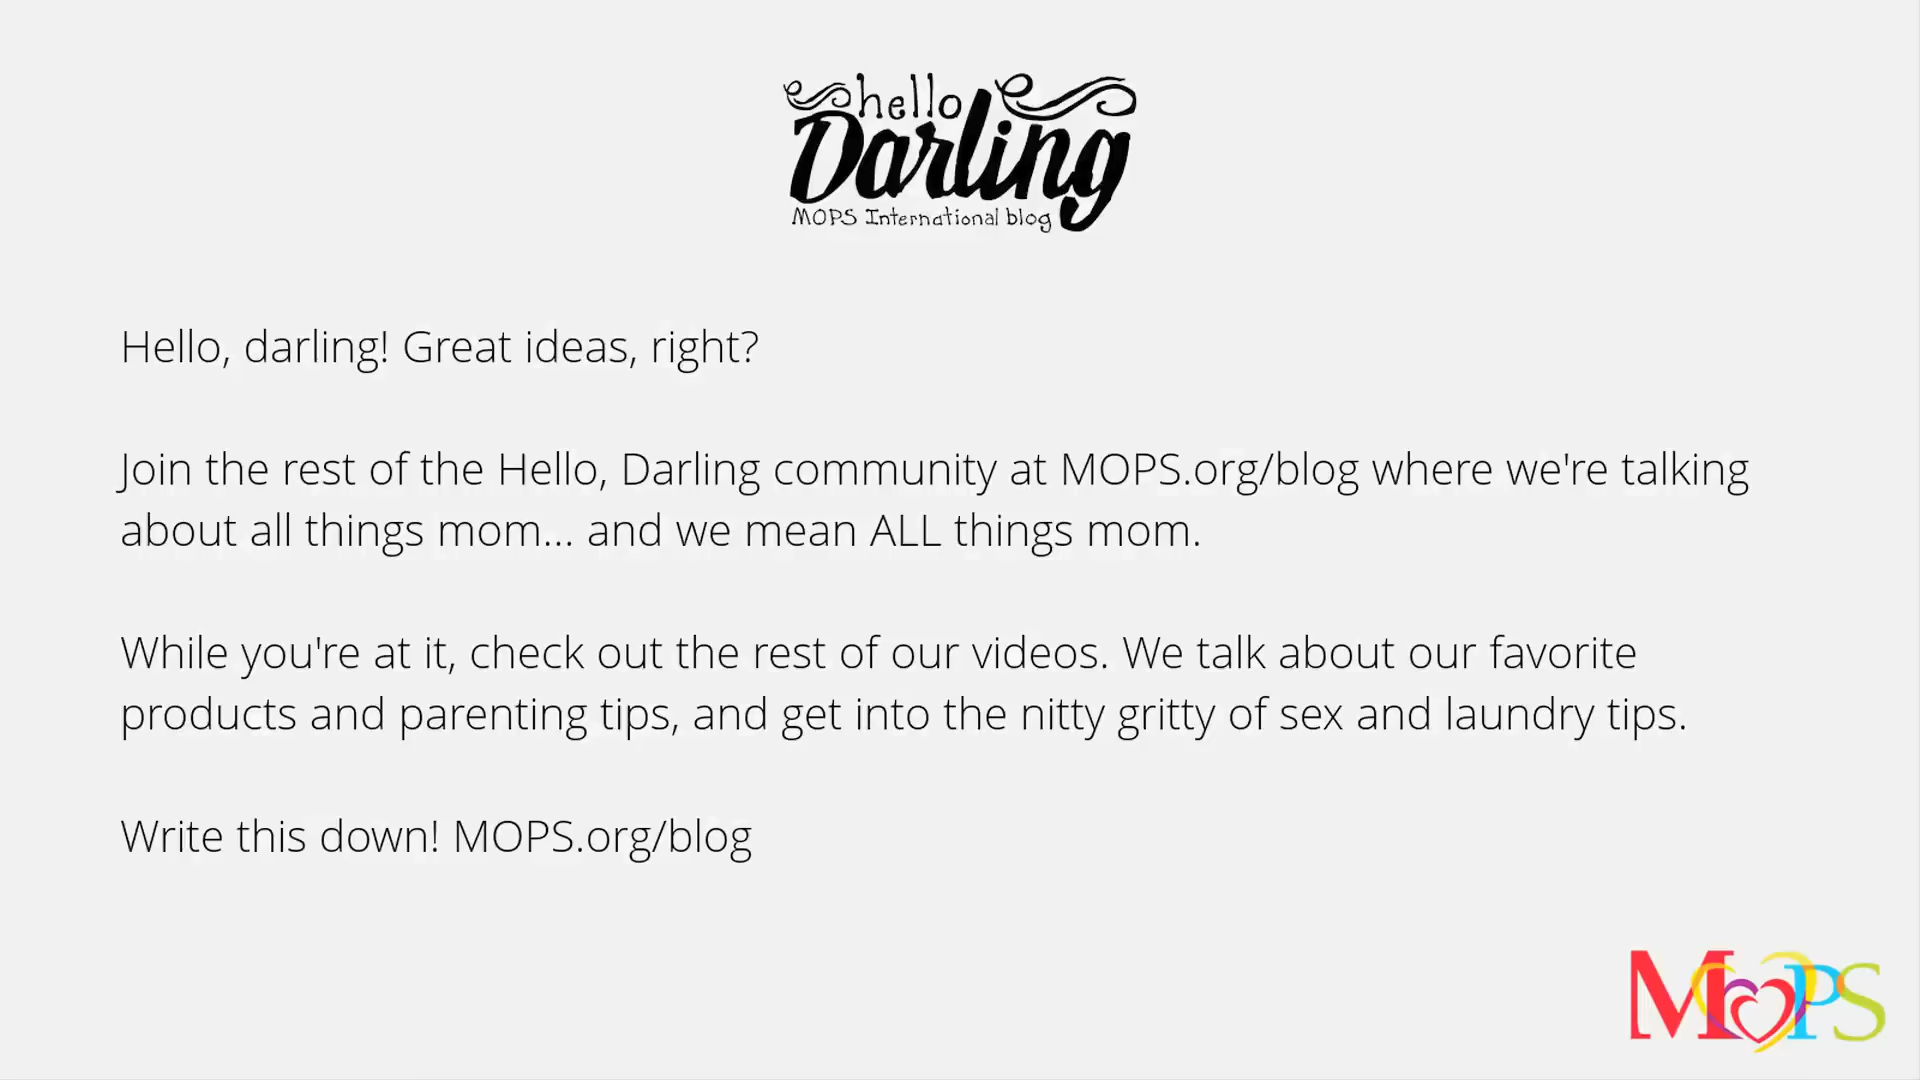 hello
Darling
MOPS International blog
Hello, darling! Great ideas, right?
Join the rest of the Hello, Darling community at MOPS.org/blog where we're talking
about all things mom... and we mean ALL things mom.
While you're at it, check out the rest of our videos. We talk about our favorite
products and parenting tips, and get into the nitty gritty of sex and laundry tips.
Write this down! MOPS.org/blog
MOPS